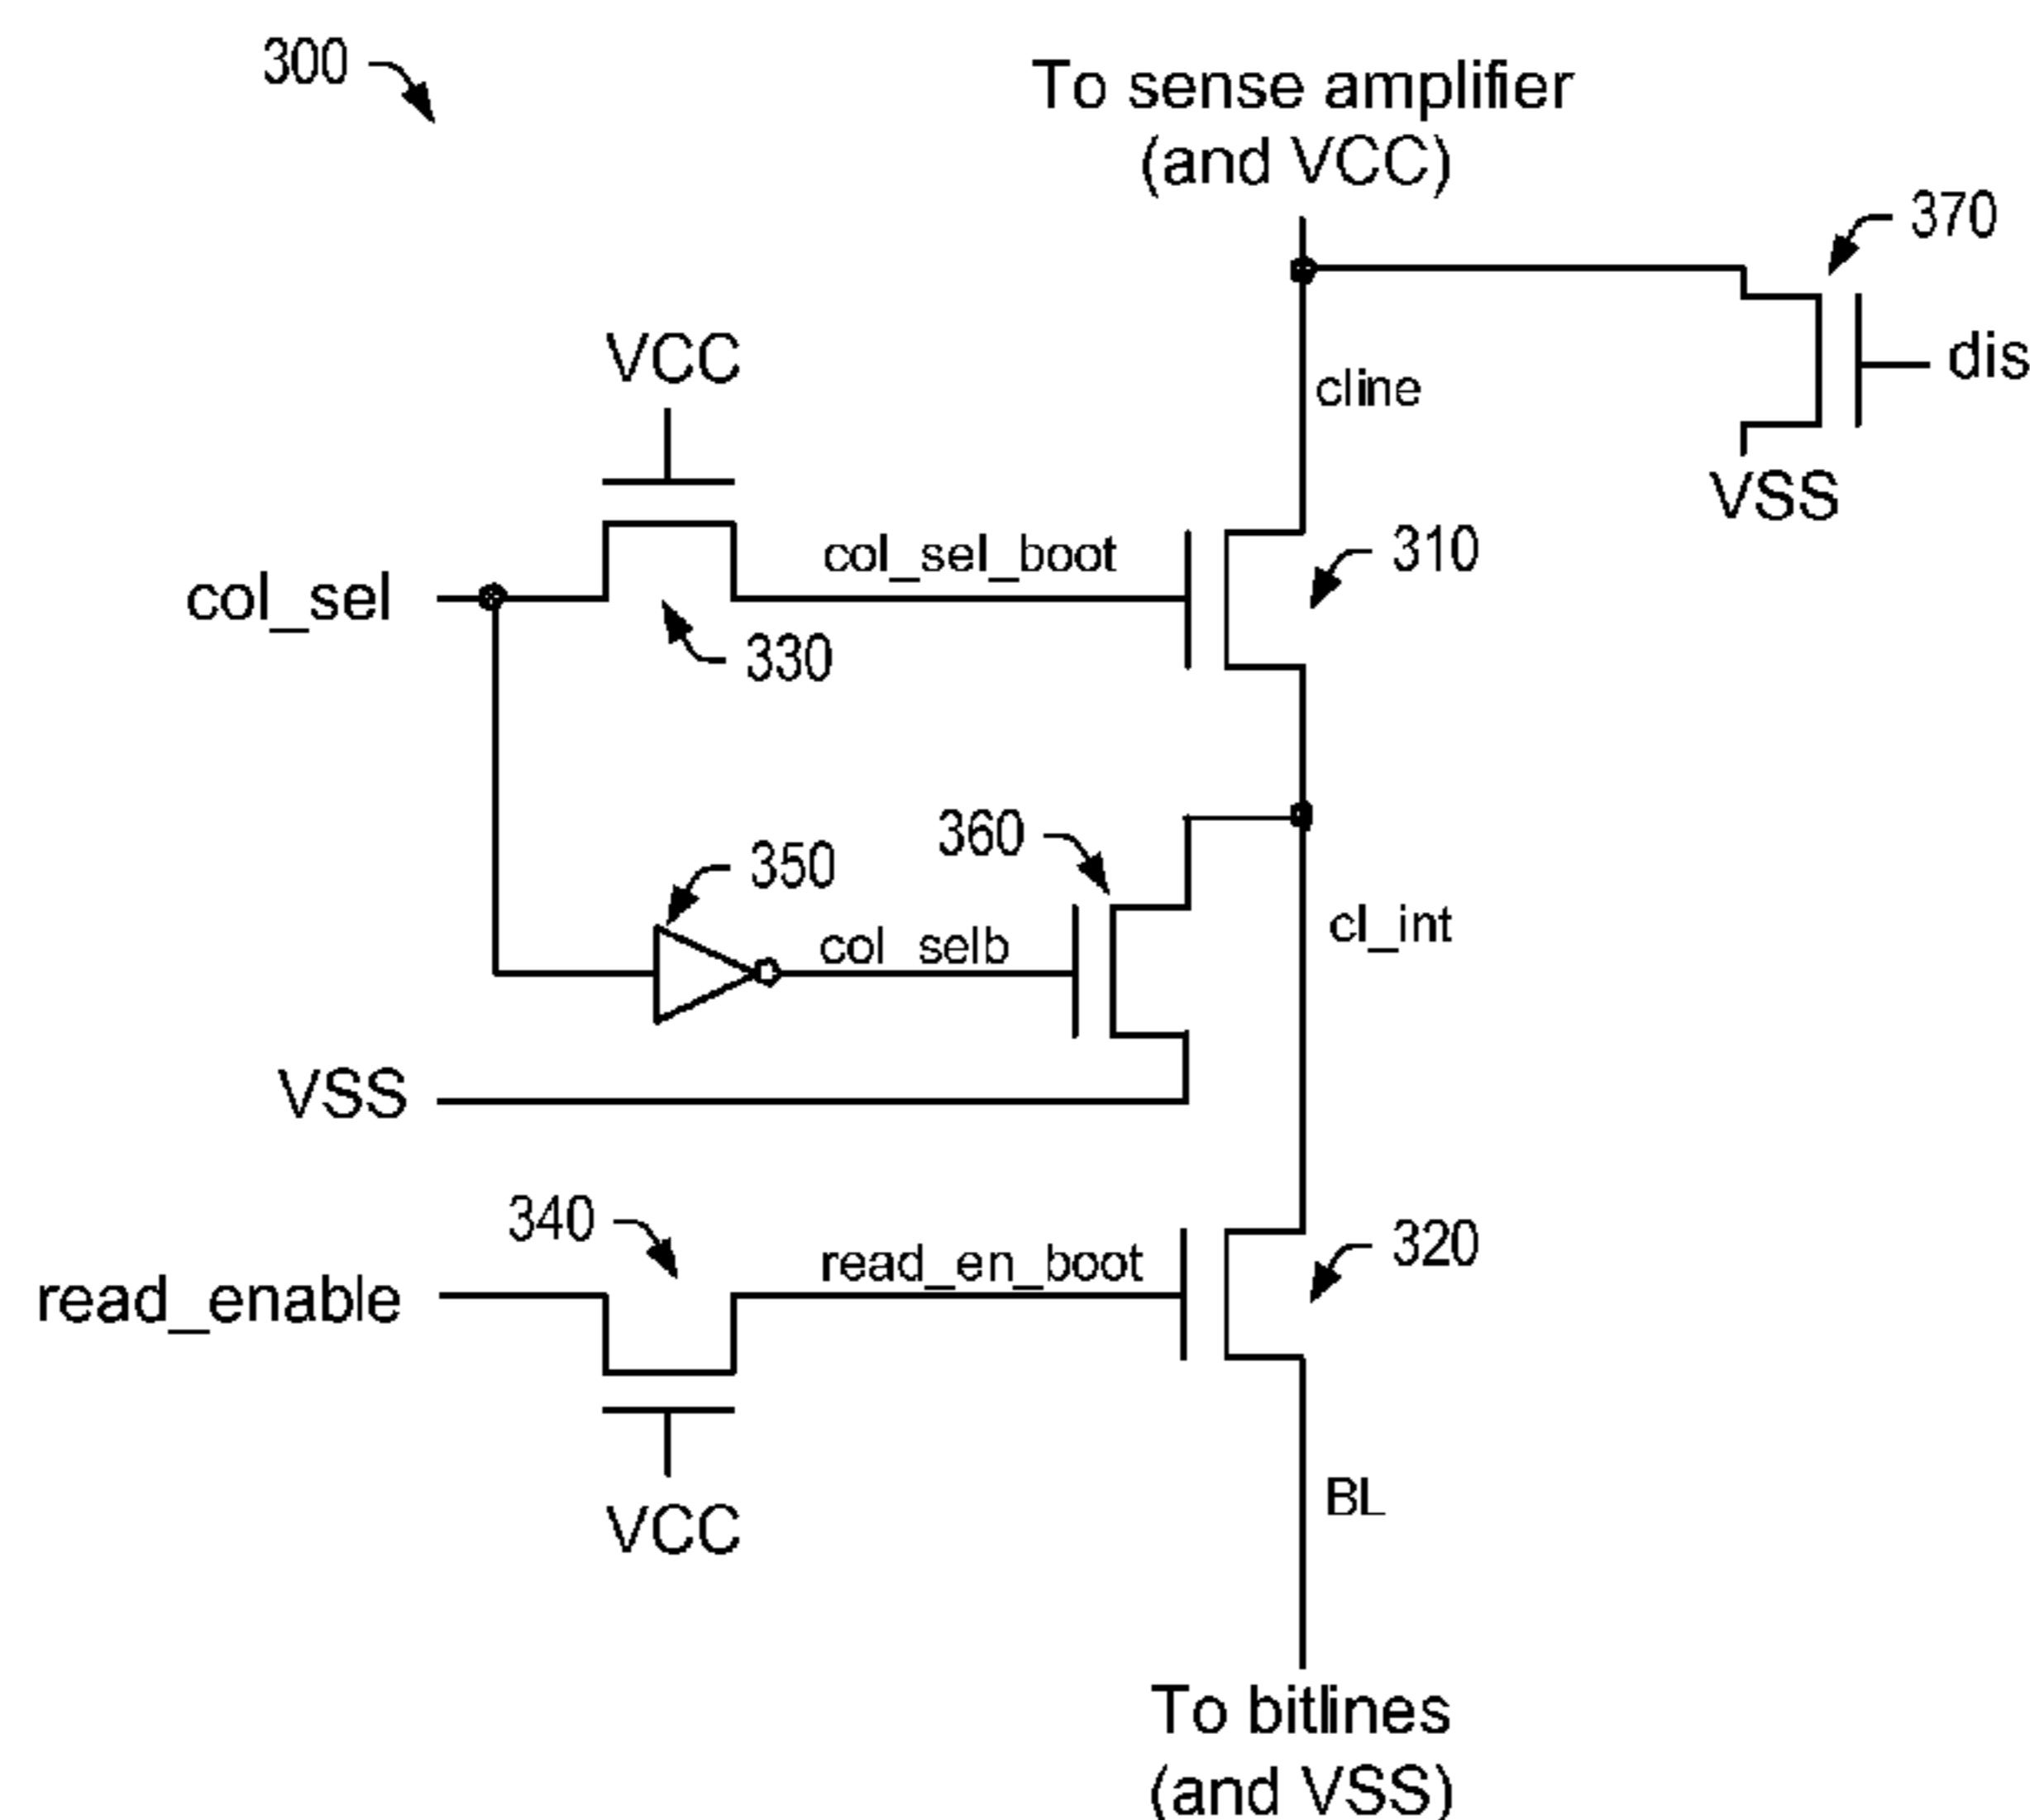 300
To sense amplifier
(and VCC)
370
VCC
cline
dis
VSS
col_sel_boot
310
col_sel
330
360
350
cl_int
col_selb
VSS
340
read_en_boot
320
read_enable
BL
VCC
To bitlines
(and VSS)